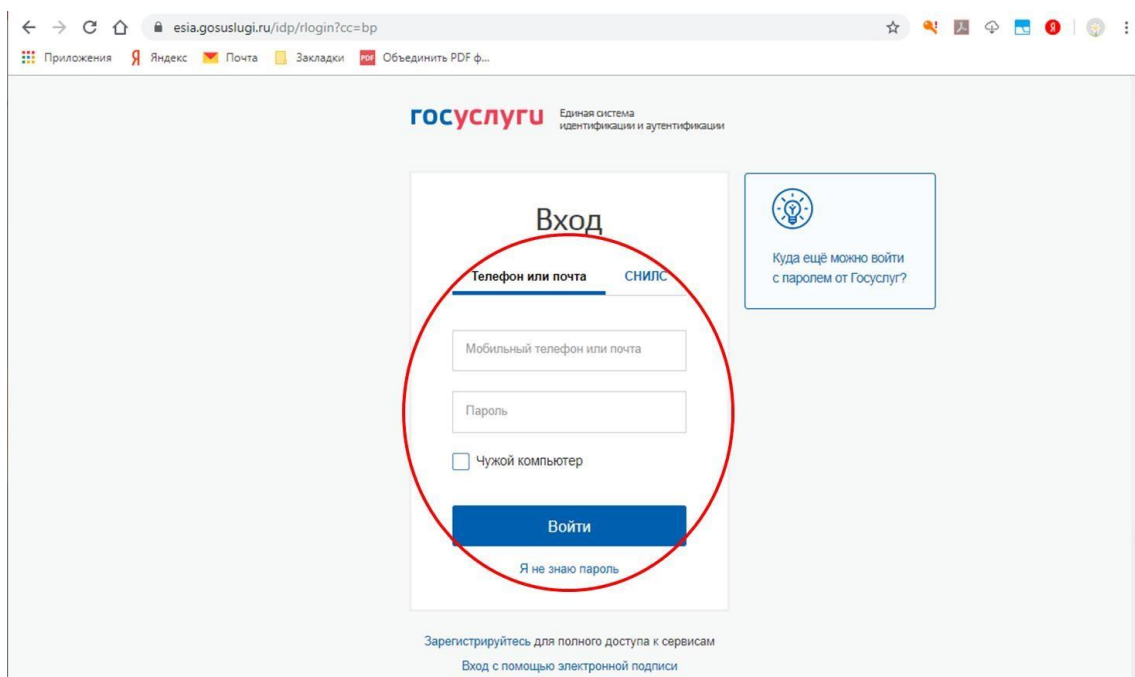 esia.gosuslugi.ru/idp/rlogin?cc=bp
Приложения Яндекс Почта Закладки PDF Объединить PDF ф...
госуслуги Единая система
идентификации и аутентификации
Вход
Телефон или почта СНИЛС
Мобильный телефон или почта
Пароль
Чужой компьютер
Войти
Я не знаю пароль
Куда ещё можно войти
с паролем от Госуслуг?
Зарегистрируйтесь для полного доступа к сервисам
Вход с помощью электронной подписи